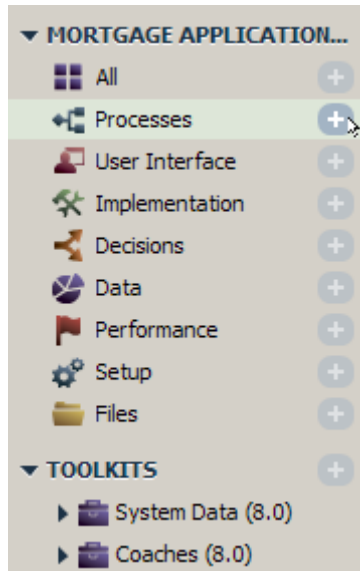 MORTGAGE APPLICATION...
All
Processes
User Interface
Implementation
Decisions
Data
Performance
Setup
Files
TOOLKITS
System Data (8.0)
Coaches (8.0)